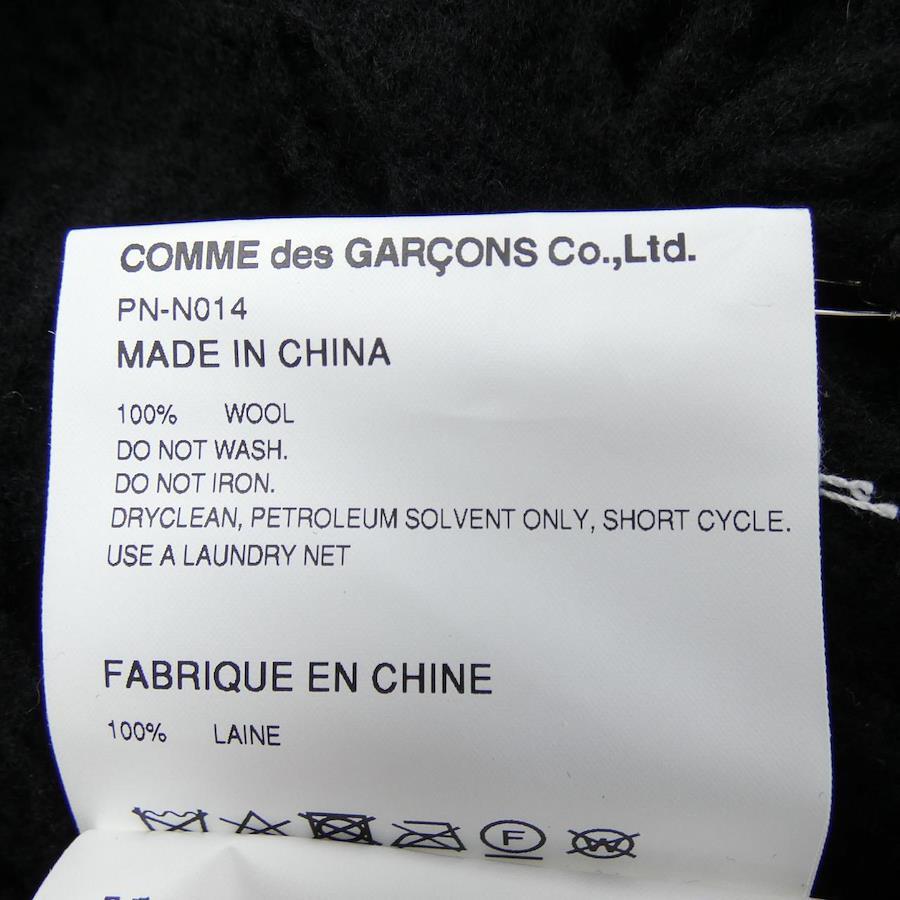 COMME des GARÇONS Co.,Ltd.
PN-N014
MADE IN CHINA
100% WOOL
DO NOT WASH.
DO NOT IRON.
DRYCLEAN, PETROLEUM SOLVENT ONLY, SHORT CYCLE.
USE A LAUNDRY NET
FABRIQUE EN CHINE
100% LAINE
F
W